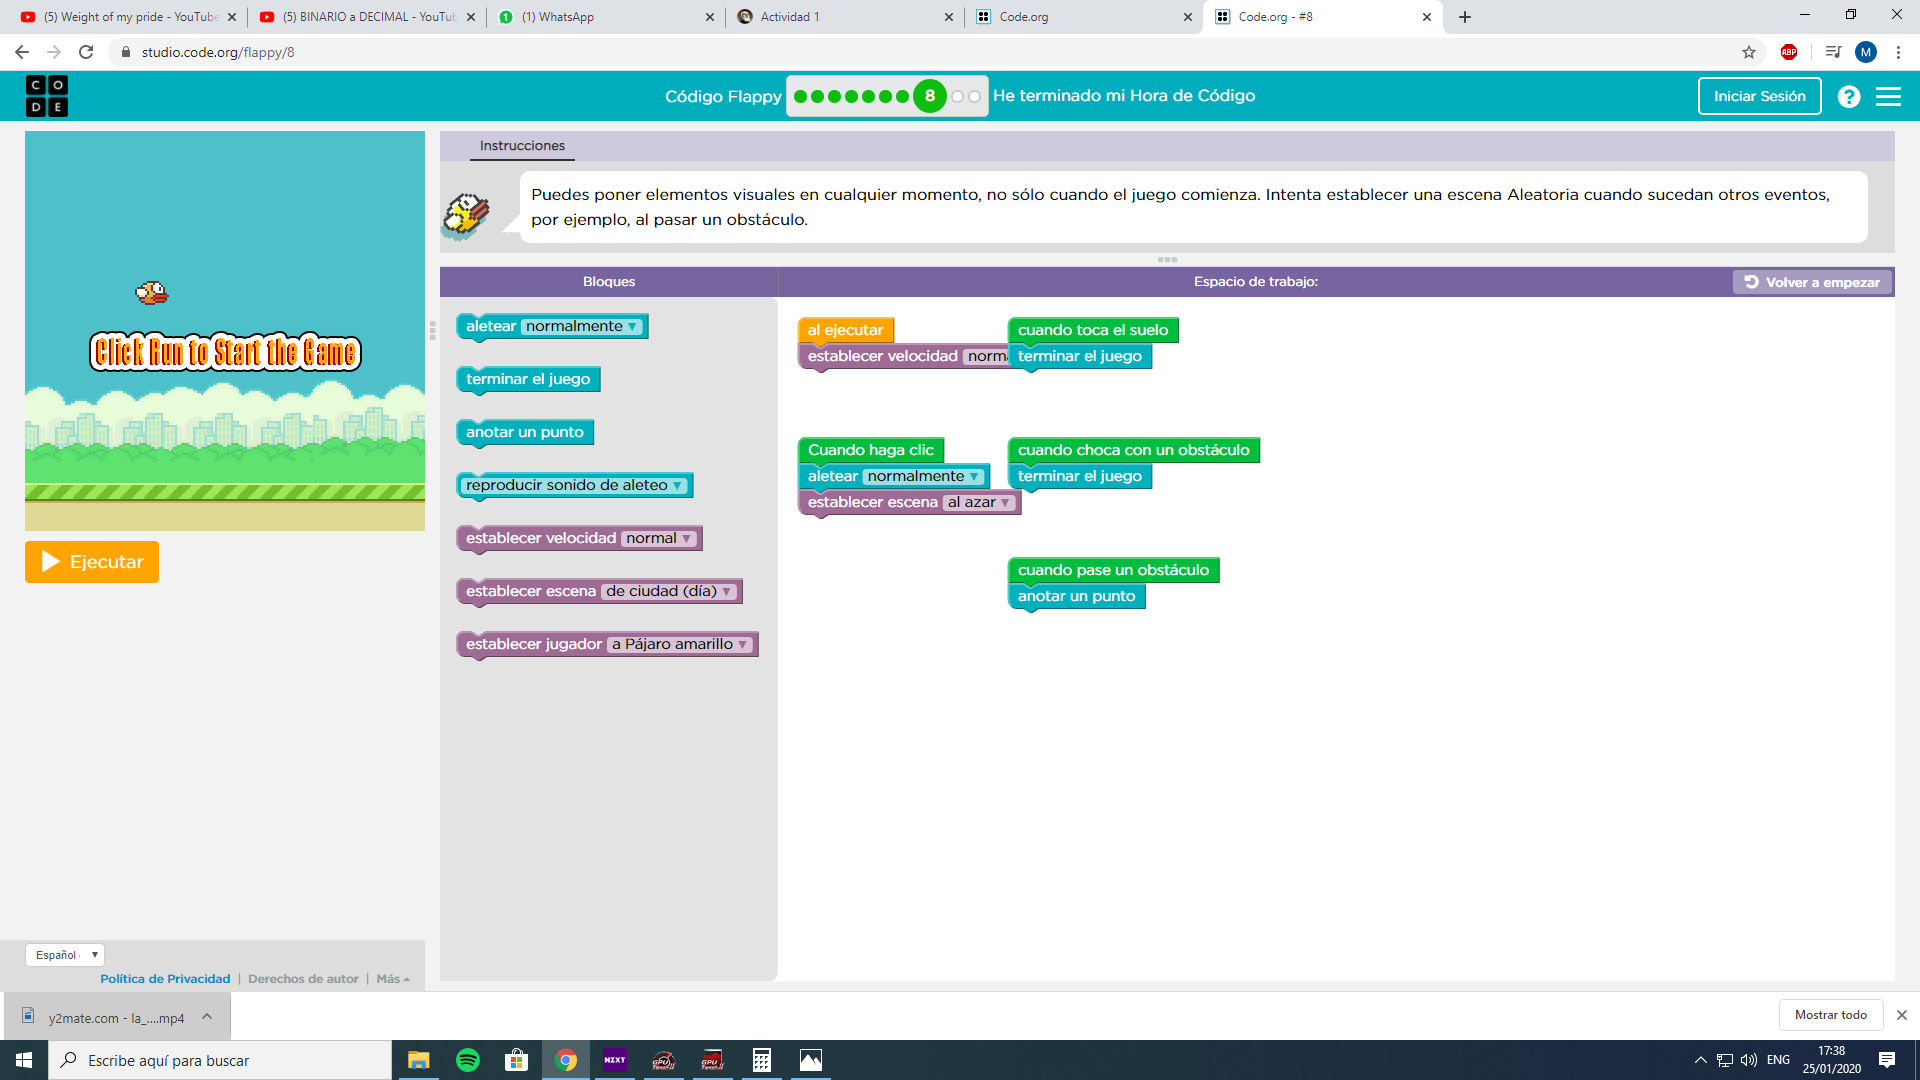 (5) Weight of my pride - YouTube
(5) BINARIO a DECIMAL - YouTub
(1) WhatsApp
Actividad 1
Code.org
Code.org - #8
studio.code.org/flappy/8
ABP
M
C O
D E
Código Flappy
8
He terminado mi Hora de Código
Iniciar Sesión
?
Instrucciones
Puedes poner elementos visuales en cualquier momento, no sólo cuando el juego comienza. Intenta establecer una escena Aleatoria cuando sucedan otros eventos,
por ejemplo, al pasar un obstáculo.
Bloques
Espacio de trabajo:
Volver a empezar
Click Run to Start the Game
Ejecutar
aletear normalmente
terminar el juego
anotar un punto
reproducir sonido de aleteo
establecer velocidad normal
establecer escena de ciudad (día)
establecer jugador a Pájaro amarillo
al ejecutar
establecer velocidad norm
cuando toca el suelo
terminar el juego
Cuando haga clic
aletear normalmente
establecer escena al azar
cuando choca con un obstáculo
terminar el juego
cuando pase un obstáculo
anotar un punto
Español
Política de Privacidad | Derechos de autor | Más
y2mate.com - la_....mp4
Mostrar todo
Escribe aquí para buscar
NZXT
ENG
17:38
25/01/2020